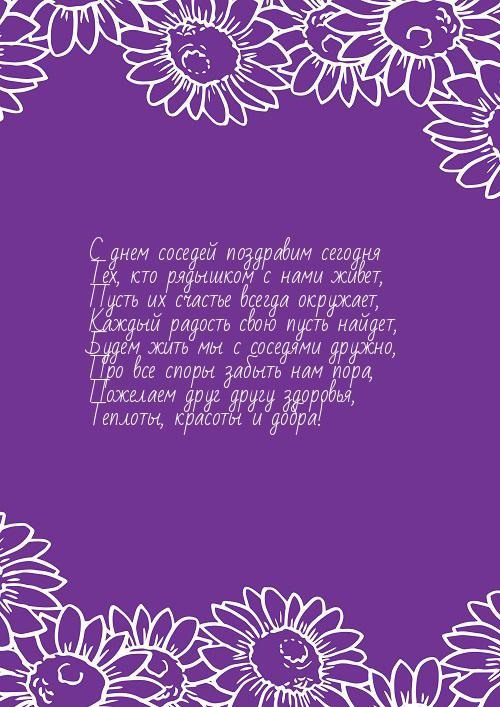 С днем соседей поздравим сегодня
Тех, кто рядышком с нами живет,
Пусть их счастье всегда окружает,
Каждый радость свою пусть найдет,
Будем жить мы с соседями дружно,
Про все споры забыть нам пора,
Пожелаем друг другу здоровья,
Теплоты, красоты и добра!